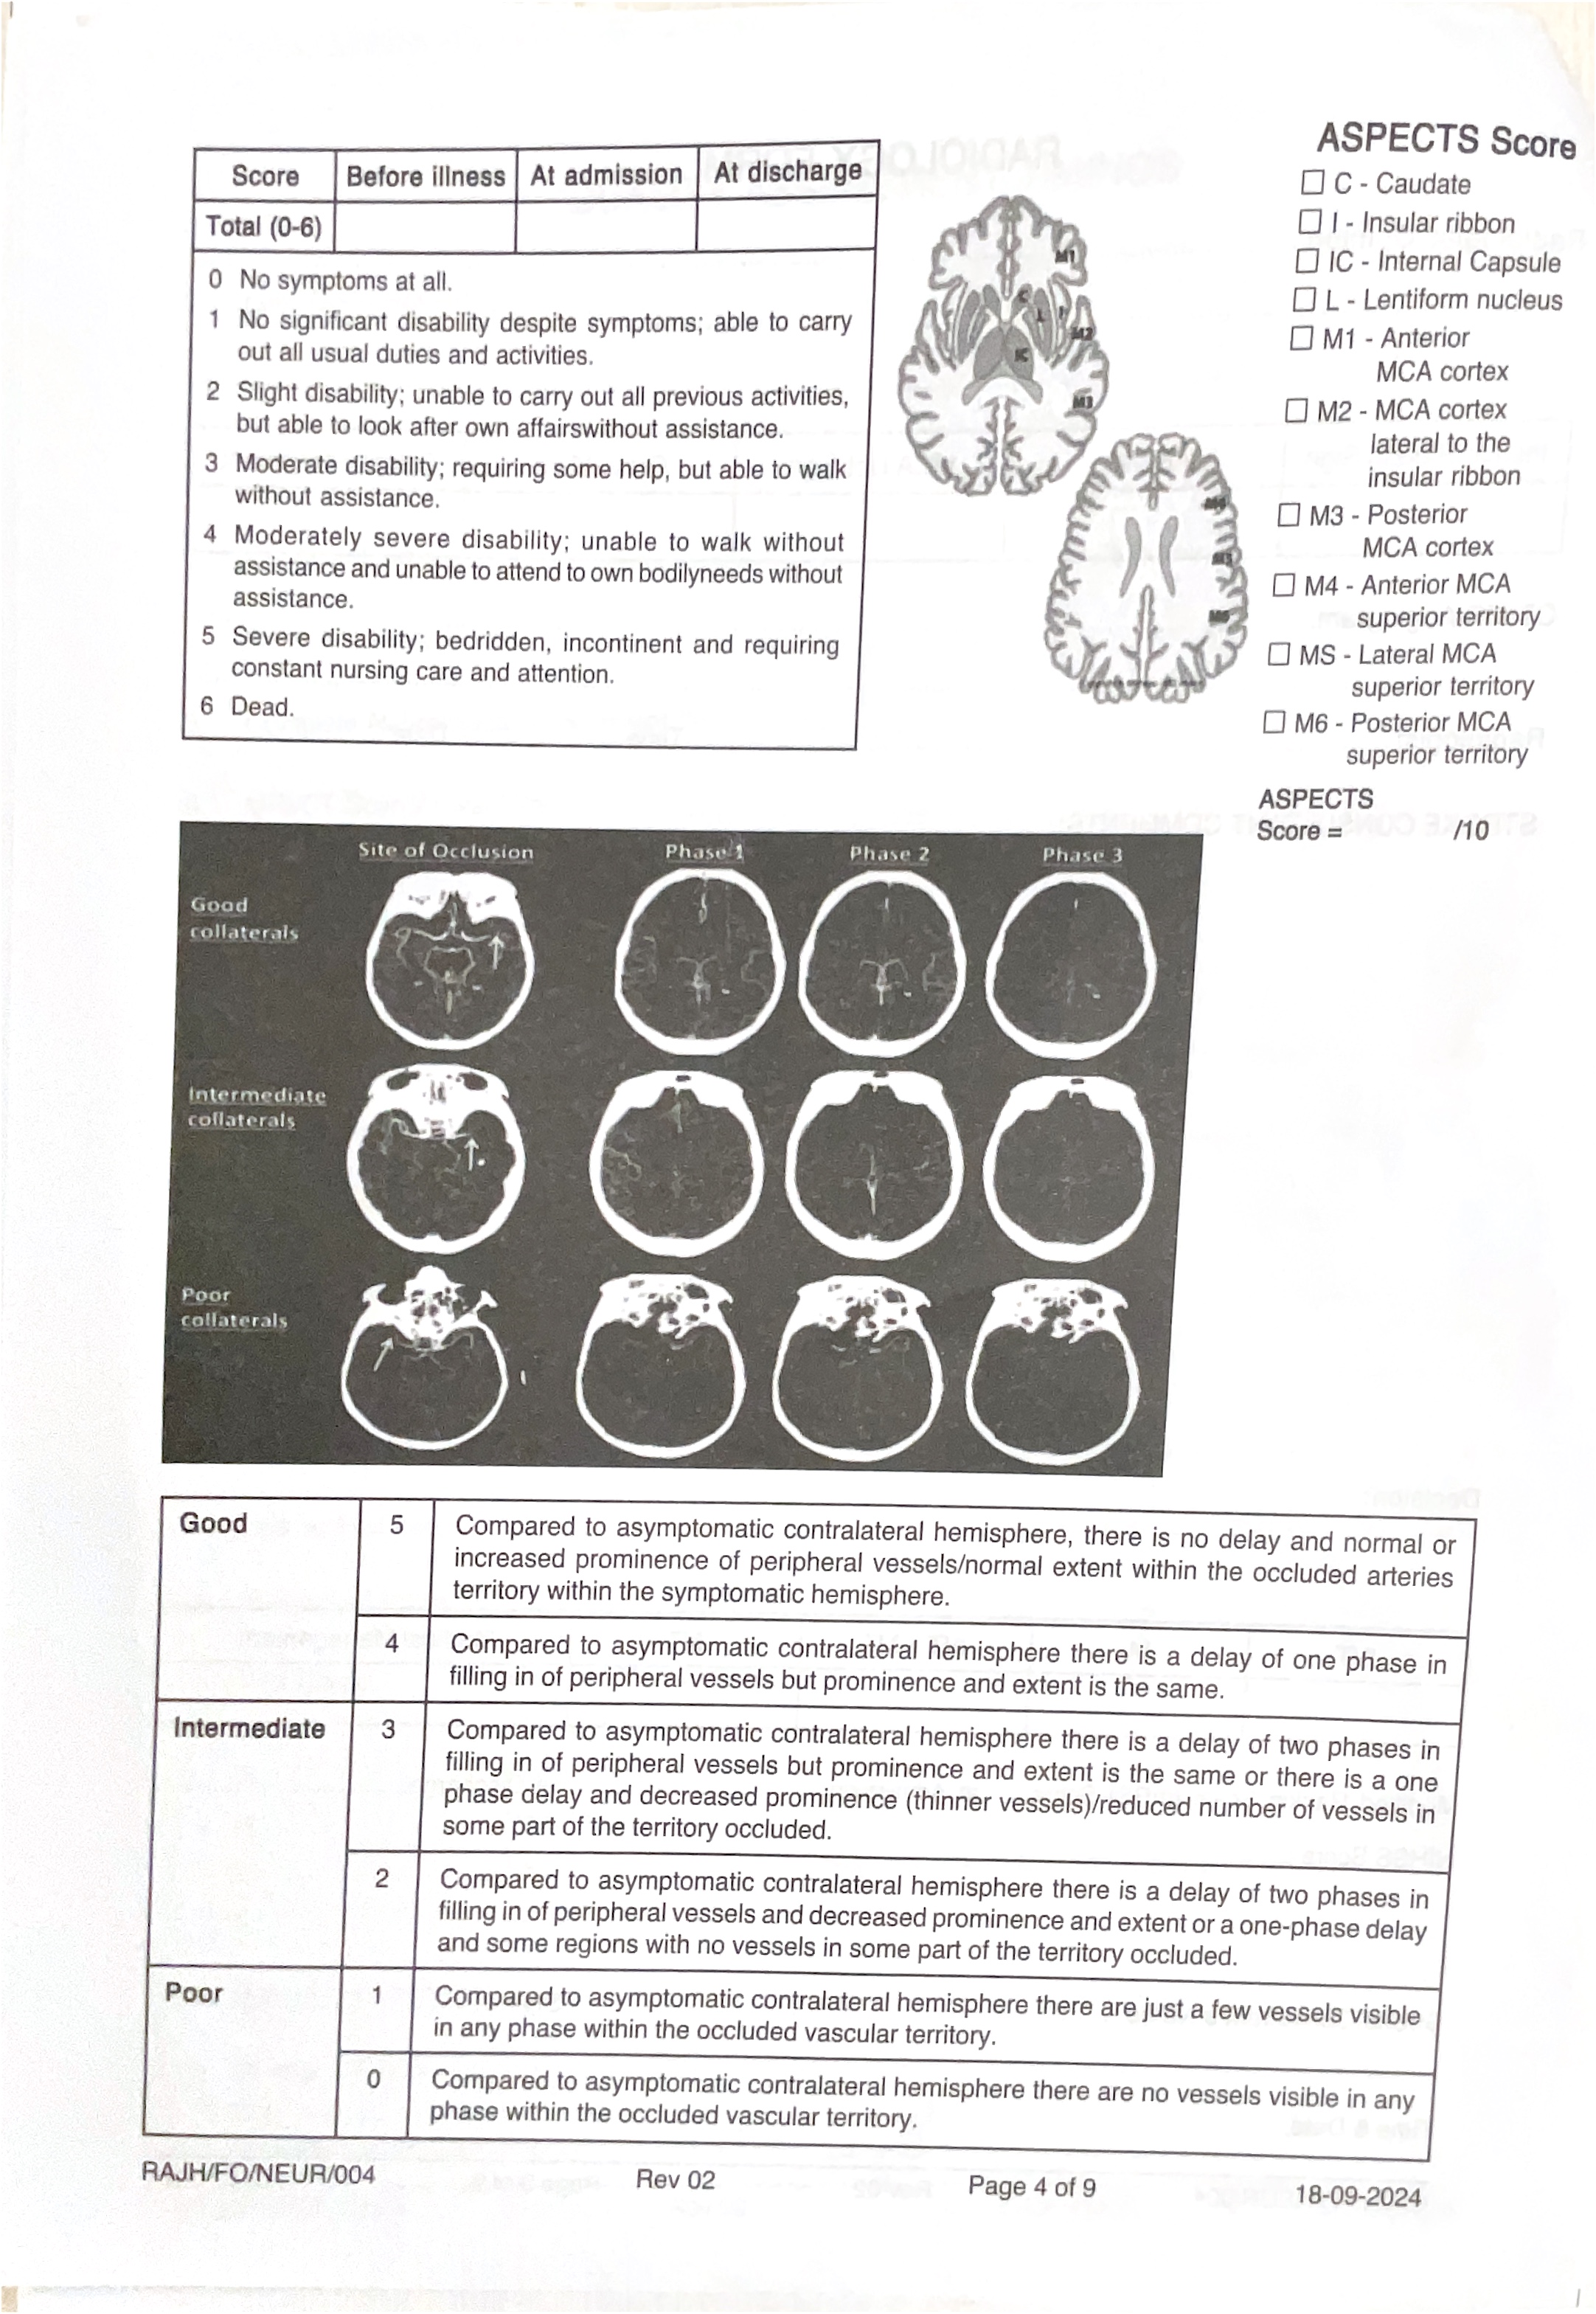 Score Before illness At admission At discharge
Total (0-6)
0 No symptoms at all.
1 No significant disability despite symptoms; able to carry
out all usual duties and activities.
2 Slight disability; unable to carry out all previous activities,
but able to look after own affairswithout assistance.
3 Moderate disability; requiring some help, but able to walk
without assistance.
4 Moderately severe disability; unable to walk without
assistance and unable to attend to own bodilyneeds without
assistance.
5 Severe disability; bedridden, incontinent and requiring
constant nursing care and attention.
6 Dead.
M1
C
L
I
M2
IC
M3
M4
M5
M6
ASPECTS Score
C - Caudate
I - Insular ribbon
IC - Internal Capsule
L - Lentiform nucleus
M1 - Anterior
MCA cortex
M2 - MCA cortex
lateral to the
insular ribbon
M3 - Posterior
MCA cortex
M4 - Anterior MCA
superior territory
MS - Lateral MCA
superior territory
M6 - Posterior MCA
superior territory
ASPECTS
Score = /10
Site of Occlusion Phase 1 Phase 2 Phase 3
Good
collaterals
Intermediate
collaterals
Poor
collaterals
Good 5 Compared to asymptomatic contralateral hemisphere, there is no delay and normal or
increased prominence of peripheral vessels/normal extent within the occluded arteries
territory within the symptomatic hemisphere.
4 Compared to asymptomatic contralateral hemisphere there is a delay of one phase in
filling in of peripheral vessels but prominence and extent is the same.
Intermediate 3 Compared to asymptomatic contralateral hemisphere there is a delay of two phases in
filling in of peripheral vessels but prominence and extent is the same or there is a one
phase delay and decreased prominence (thinner vessels)/reduced number of vessels in
some part of the territory occluded.
2 Compared to asymptomatic contralateral hemisphere there is a delay of two phases in
filling in of peripheral vessels and decreased prominence and extent or a one-phase delay
and some regions with no vessels in some part of the territory occluded.
Poor 1 Compared to asymptomatic contralateral hemisphere there are just a few vessels visible
in any phase within the occluded vascular territory.
0 Compared to asymptomatic contralateral hemisphere there are no vessels visible in any
phase within the occluded vascular territory.
RAJH/FO/NEUR/004 Rev 02 Page 4 of 9 18-09-2024